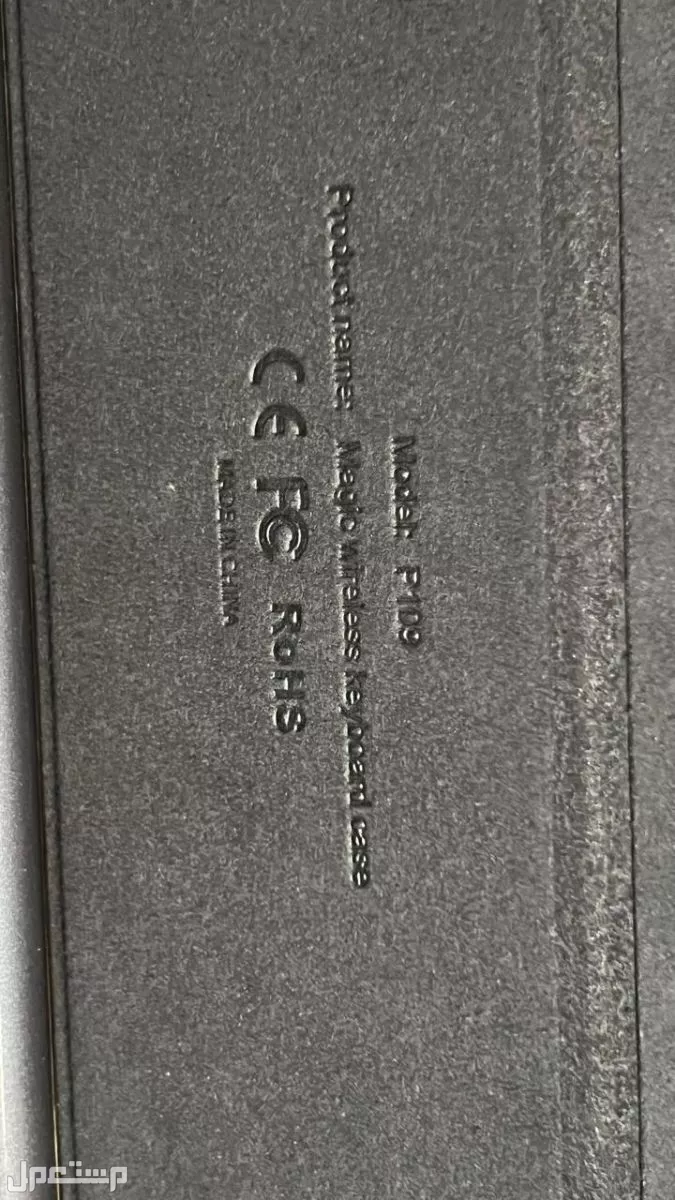 Model: P109
Product name: Magic wireless keyboard case
CE FC RoHS
MADE IN CHINA
مستعمل